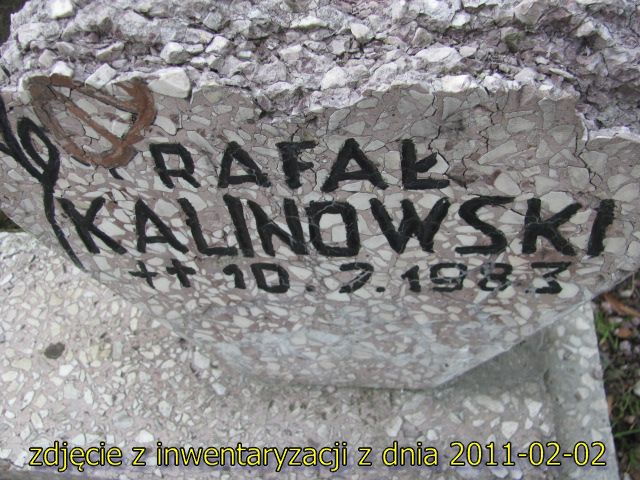 RAFAŁ
KALINOWSKI
†† 10.7.1983
zdjęcie z inwentaryzacji z dnia 2011-02-02